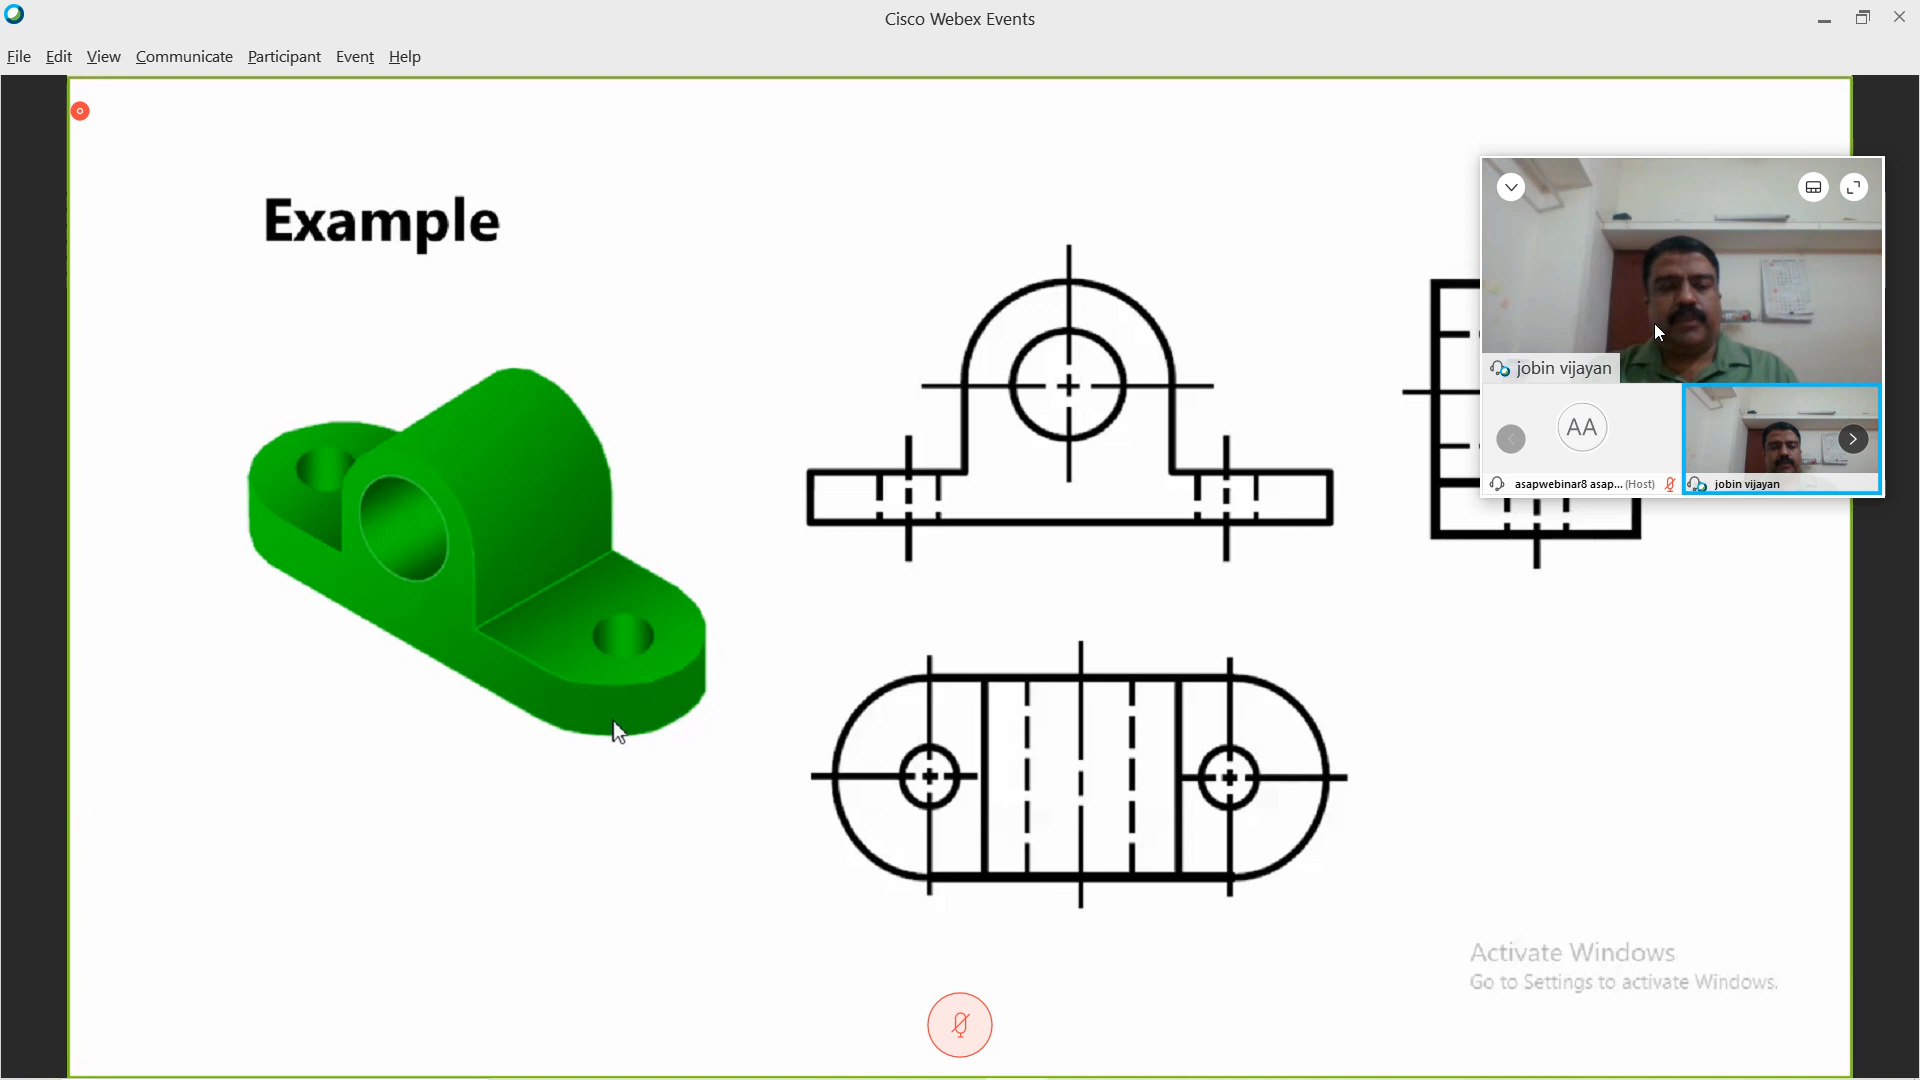 Cisco Webex Events
File Edit View Communicate Participant Event Help
Example
jobin vijayan
AA
asapwebinar8 asap... (Host)
jobin vijayan
Activate Windows
Go to Settings to activate Windows.